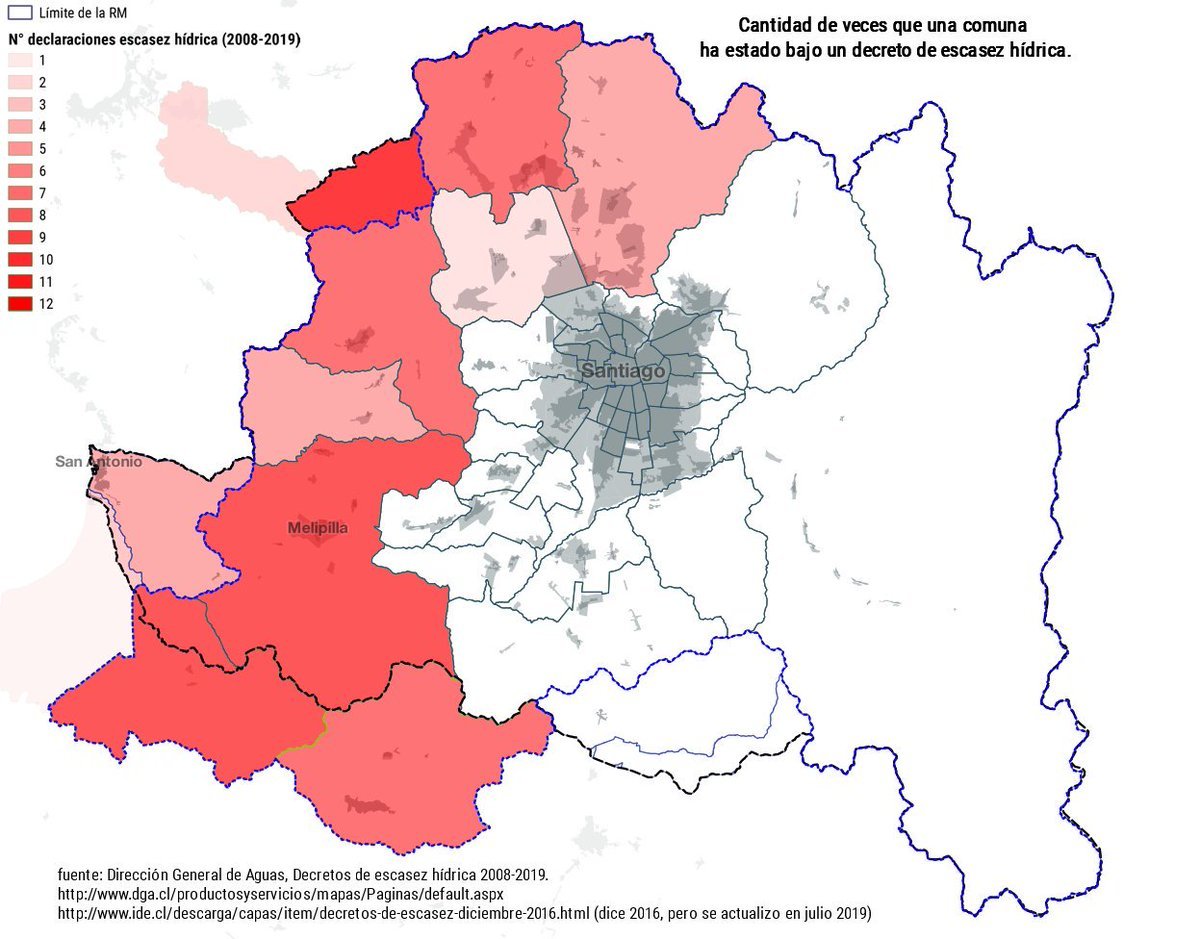 Límite de la RM
N° declaraciones escasez hídrica (2008-2019)
1
2
3
4
5
6
7
8
9
10
11
12
Cantidad de veces que una comuna
ha estado bajo un decreto de escasez hídrica.
Santiago
San Antonio
Melipilla
fuente: Dirección General de Aguas, Decretos de escasez hídrica 2008-2019.
http://www.dga.cl/productosyservicios/mapas/Paginas/default.aspx
http://www.ide.cl/descarga/capas/item/decretos-de-escasez-diciembre-2016.html (dice 2016, pero se actualizo en julio 2019)